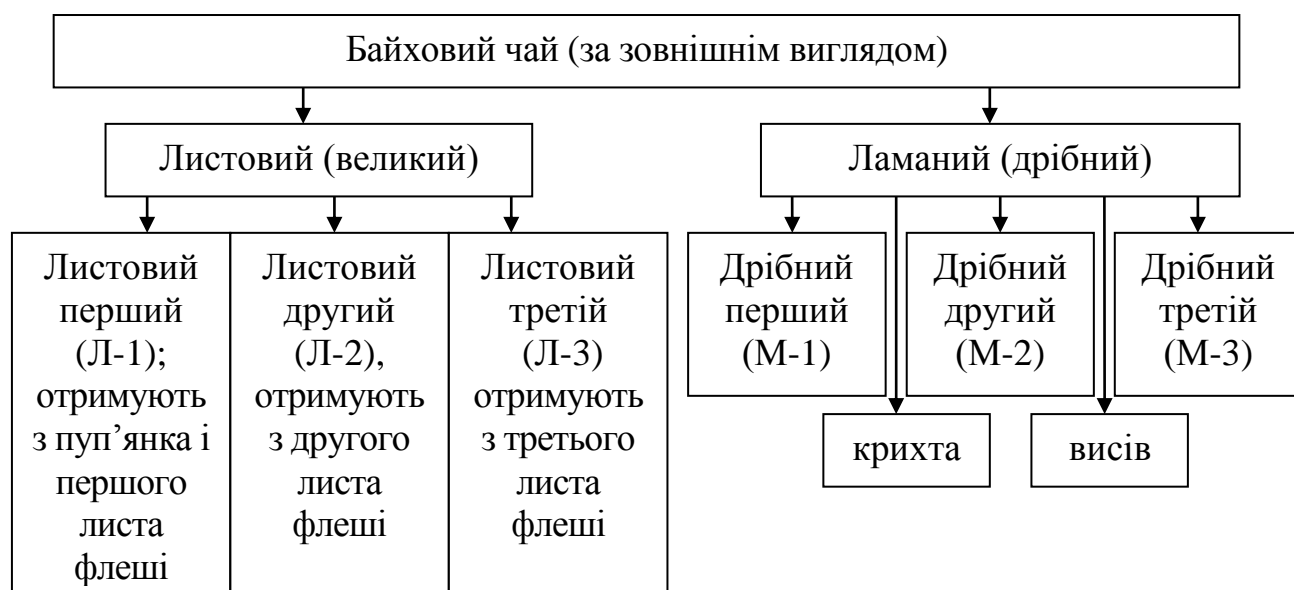 Байховий чай (за зовнішнім виглядом)
Листовий (великий)
Ламаний (дрібний)
Листовий
перший
(Л-1);
отримують
з пуп’янка і
першого
листа
флеші
Листовий
другий
(Л-2),
отримують
з другого
листа
флеші
Листовий
третій
(Л-3)
отримують
з третього
листа
флеші
Дрібний
перший
(М-1)
Дрібний
другий
(М-2)
Дрібний
третій
(М-3)
крихта
висів